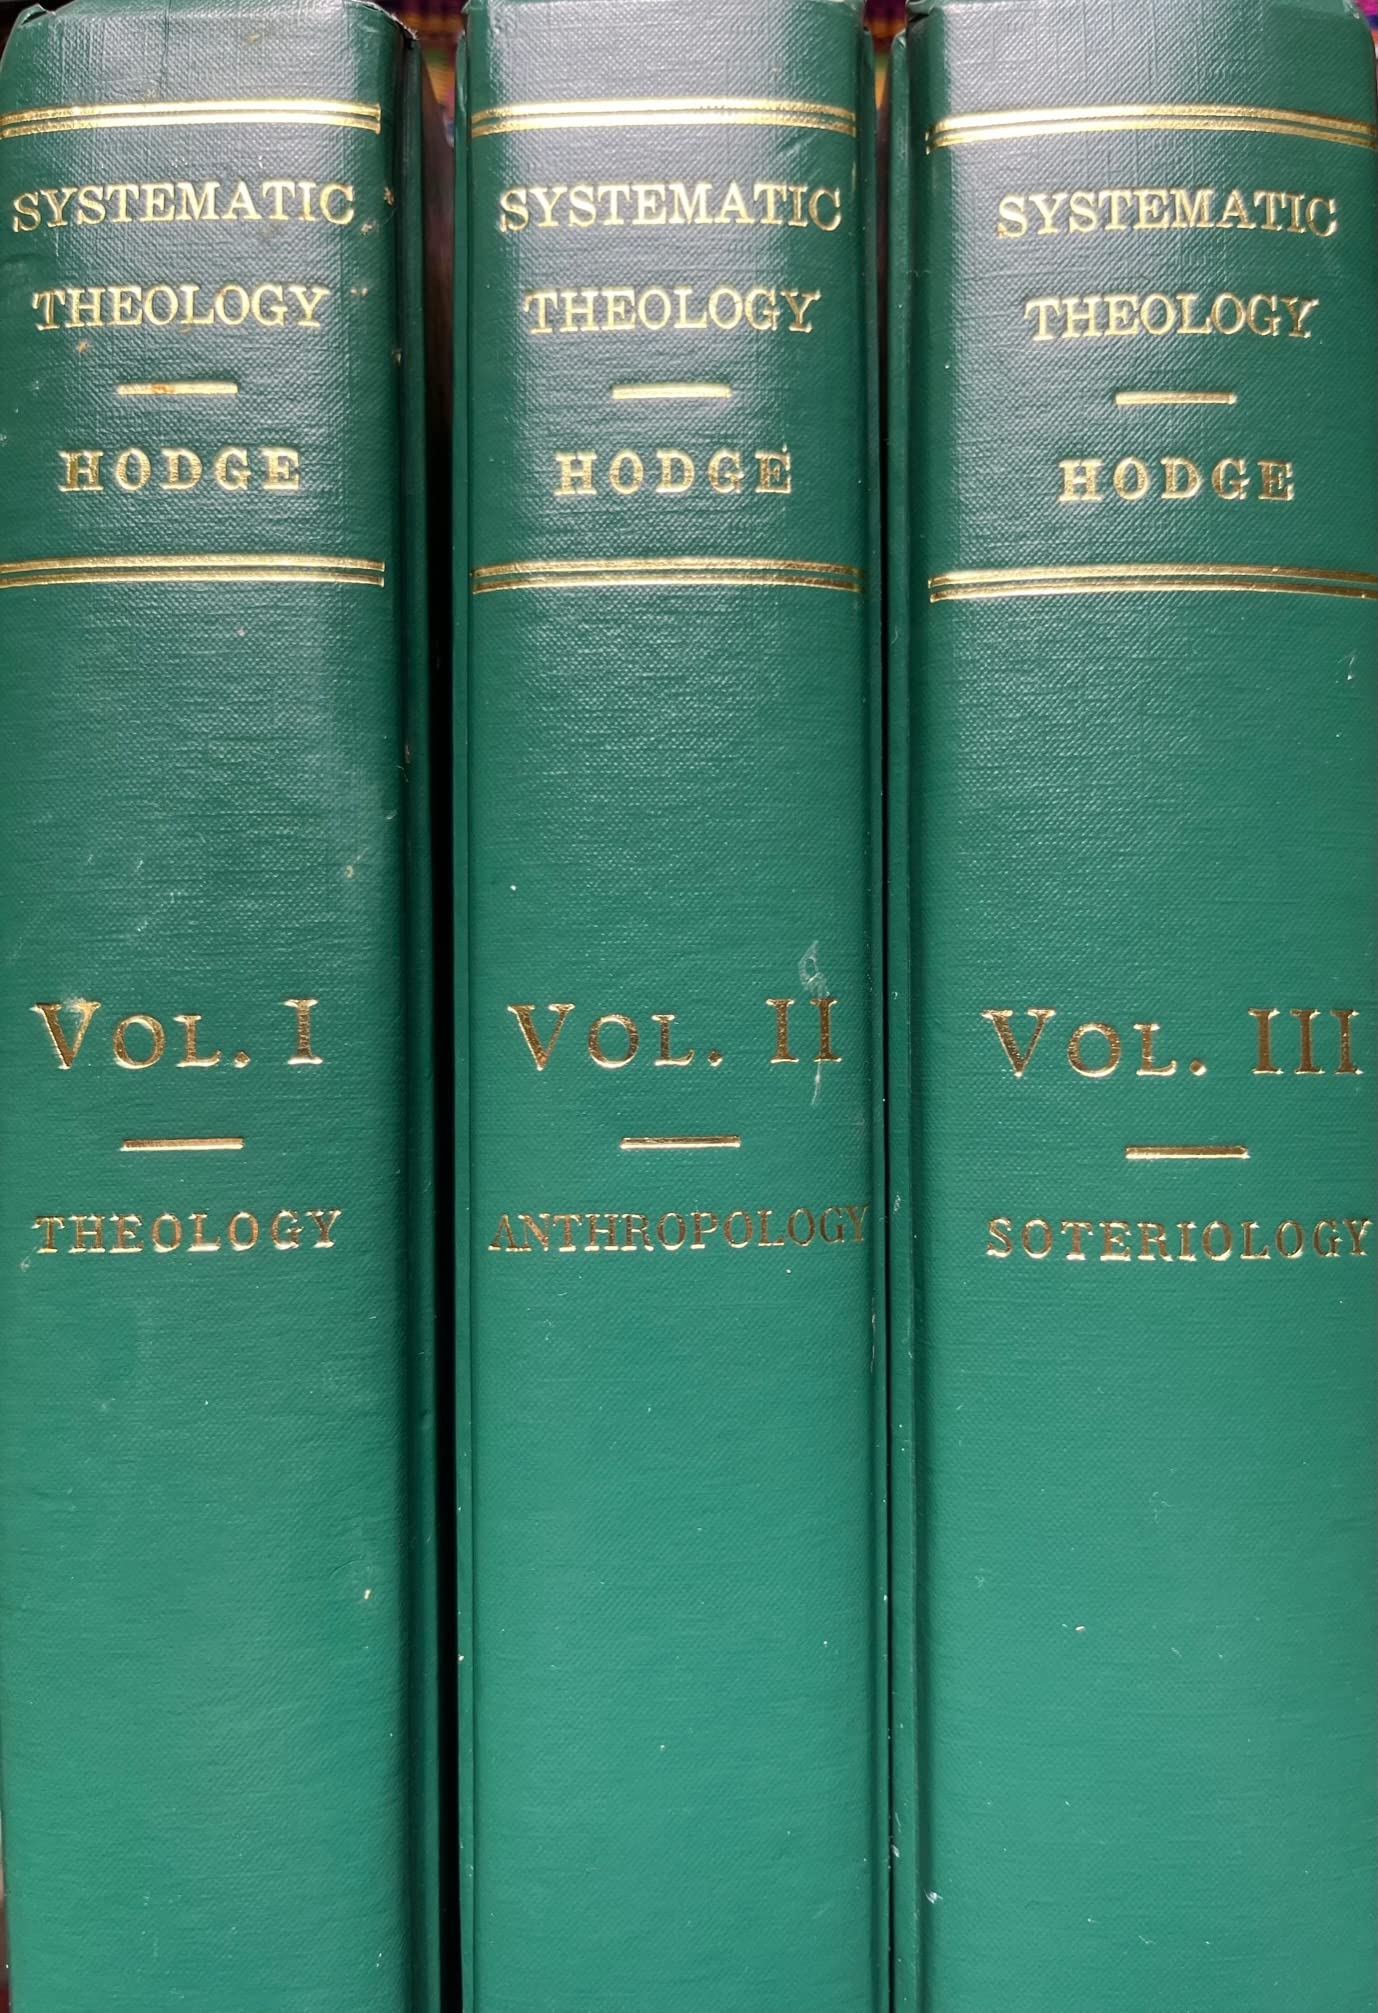 SYSTEMATIC
THEOLOGY
HODGE
VOL. I
THEOLOGY
SYSTEMATIC
THEOLOGY
HODGE
VOL. II
ANTHROPOLOGY
SYSTEMATIC
THEOLOGY
HODGE
VOL. III
SOTERIOLOGY